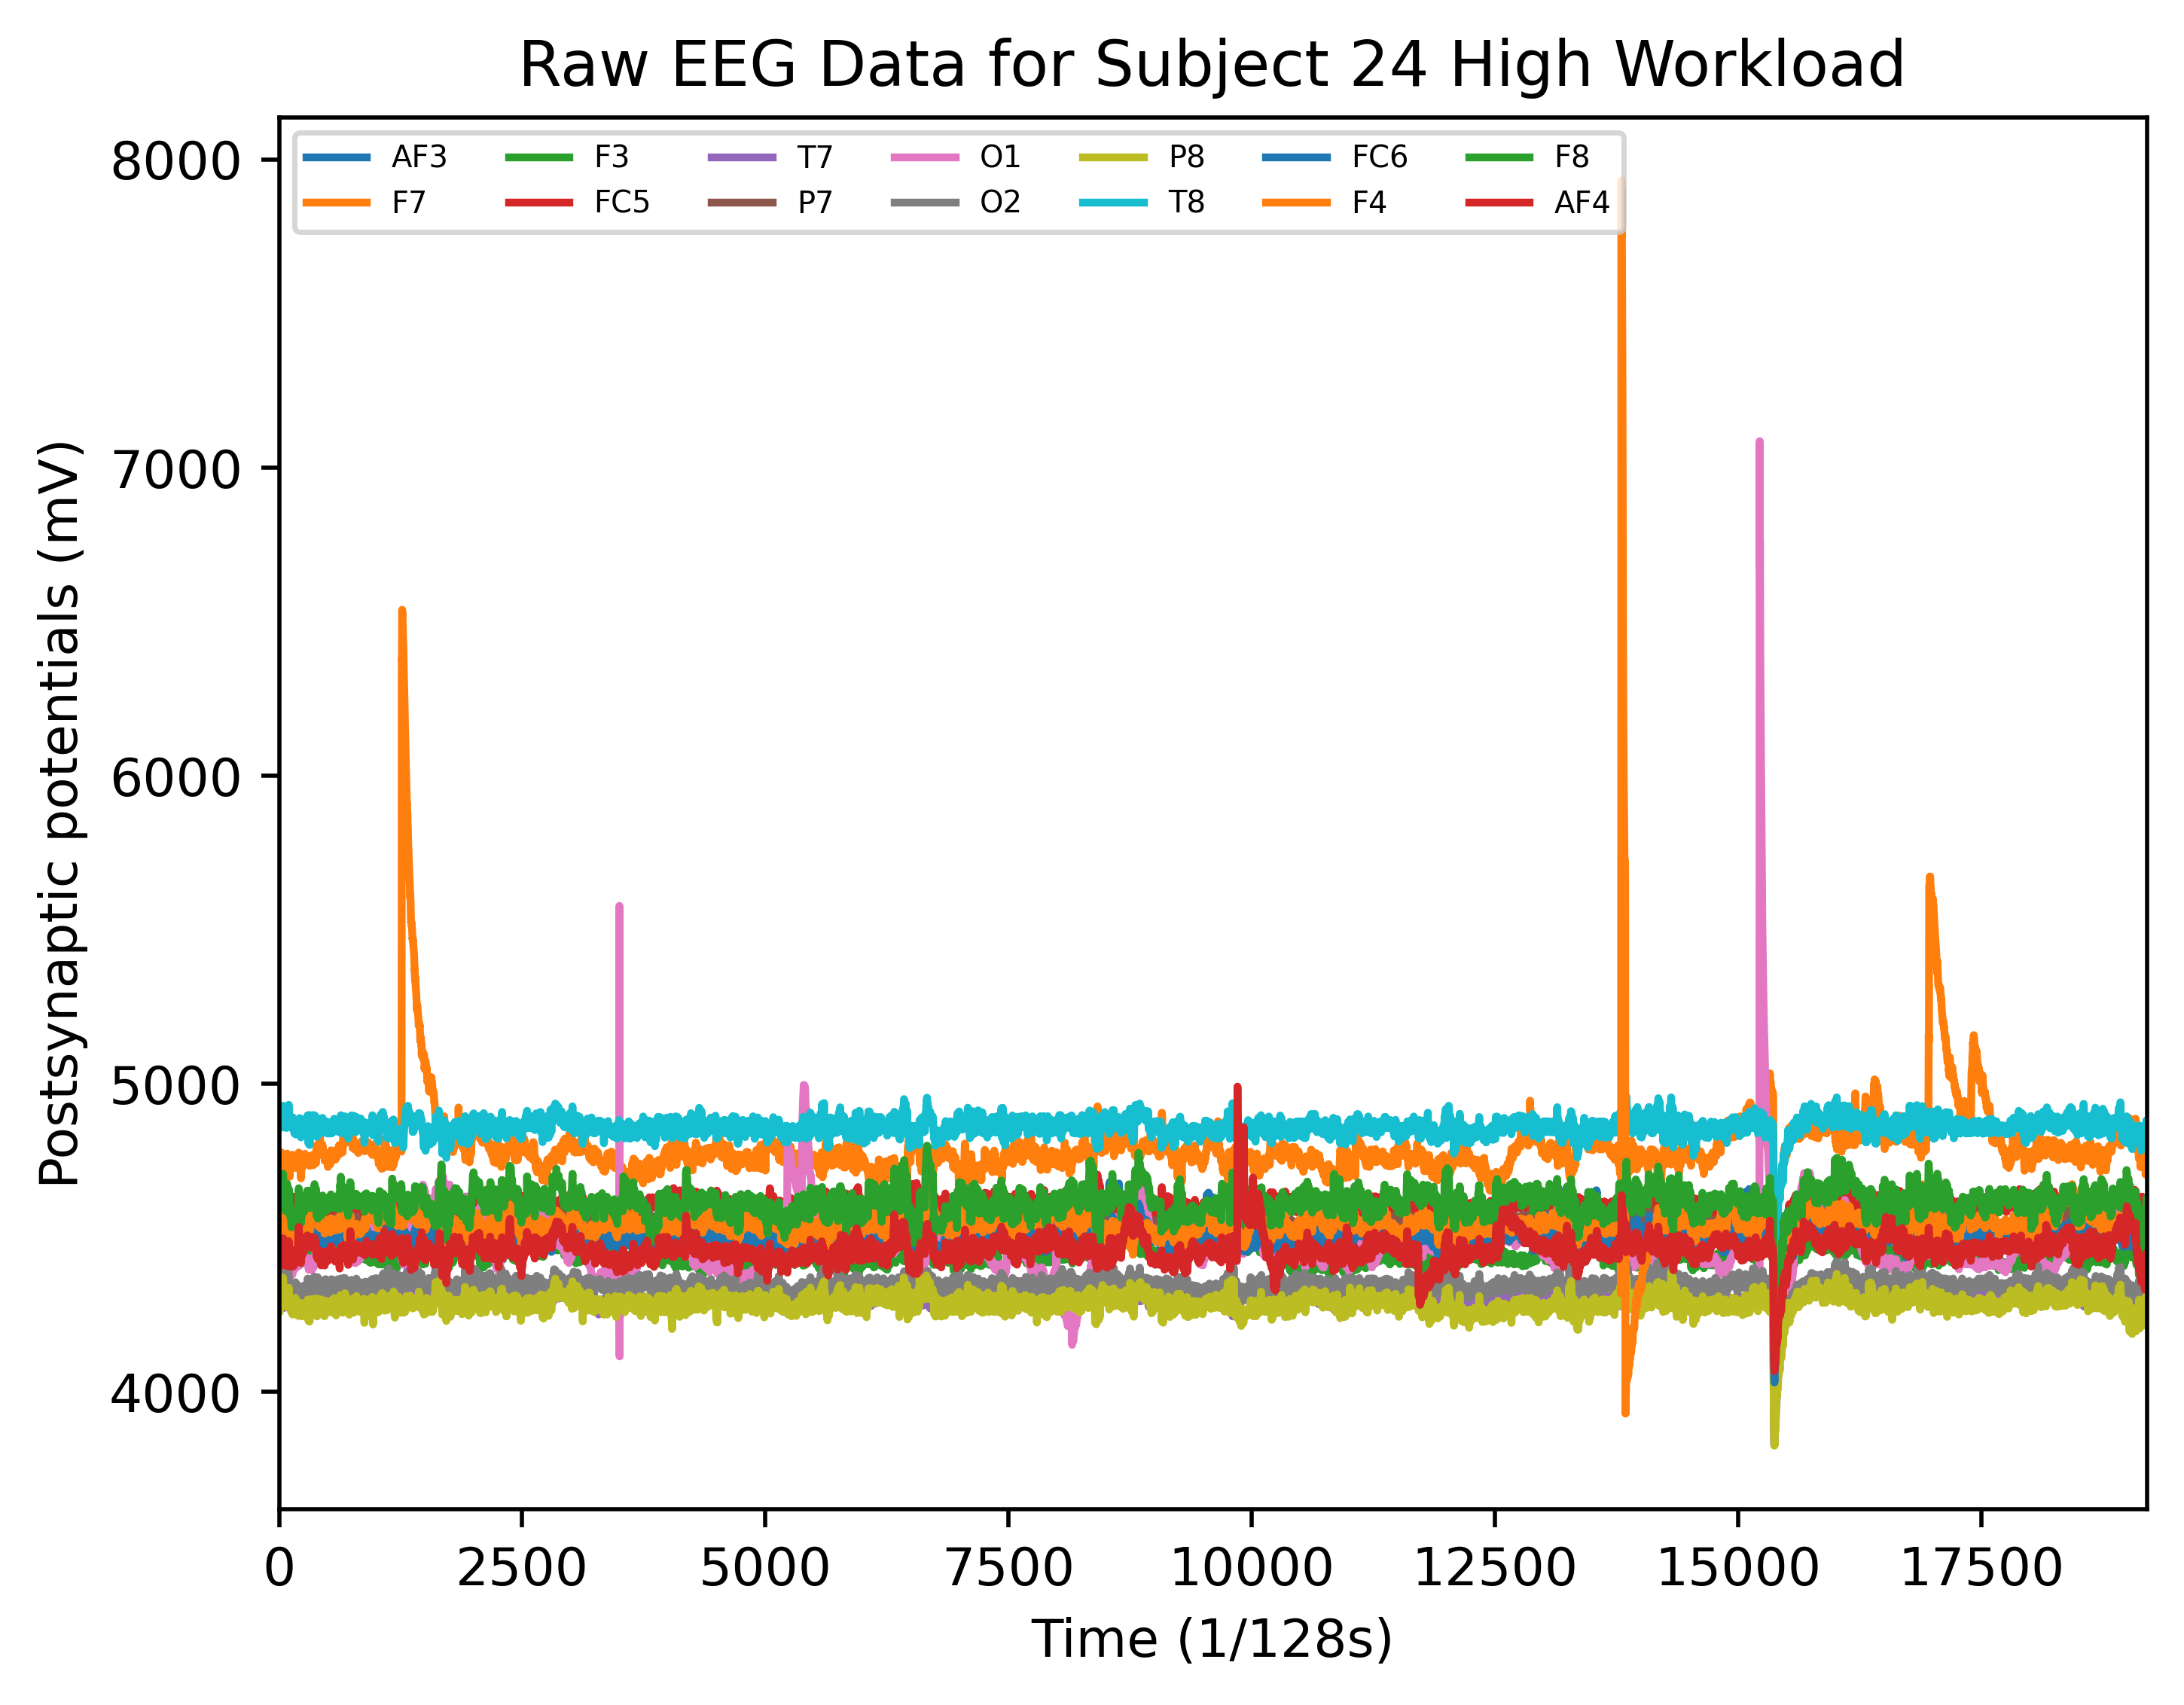 Raw EEG Data for Subject 24 High Workload
AF3 F3 T7 O1 P8 FC6 F8
F7 FC5 P7 O2 T8 F4 AF4
8000
7000
6000
5000
4000
Postsynaptic potentials (mV)
0 2500 5000 7500 10000 12500 15000 17500
Time (1/128s)